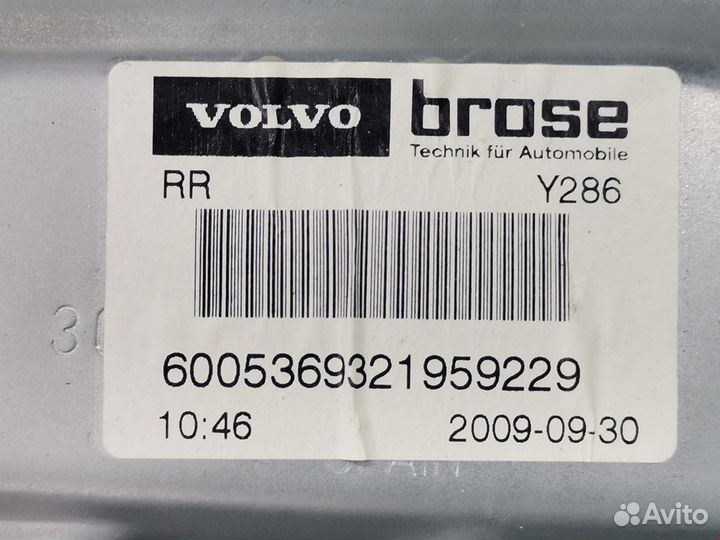 VOLVO brose
Technik für Automobile
RR Y286
6005369321959229
10:46 2009-09-30
Avito